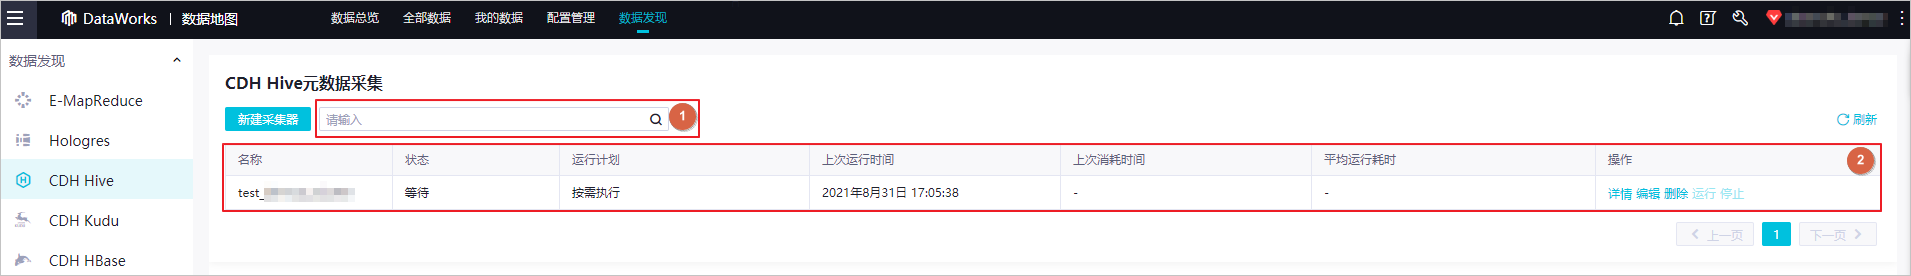 DataWorks | 数据地图 数据总览 全部数据 我的数据 配置管理 数据发现
数据发现
E-MapReduce
Hologres
CDH Hive
CDH Kudu
CDH HBase
CDH Hive元数据采集
新建采集器 请输入 1 刷新
名称 状态 运行计划 上次运行时间 上次消耗时间 平均运行耗时 操作 2
test_ 等待 按需执行 2021年8月31日 17:05:38 - - 详情 编辑 删除 运行 停止
上一页 1 下一页